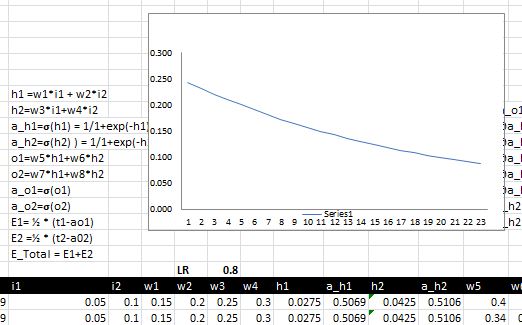 0.300
0.250
0.200
0.150
0.100
0.050
0.000
1 2 3 4 5 6 7 8 9 10 11 12 13 14 15 16 17 18 19 20 21 22 23
Series1
h1 =w1*i1 + w2*i2
h2=w3*i1+w4*i2
a_h1=σ(h1) = 1/1+exp(-h1
a_h2=σ(h2) ) = 1/1+exp(-h
o1=w5*h1+w6*h2
o2=w7*h1+w8*h2
a_o1=σ(o1)
a_o2=σ(o2)
E1= ½ * (t1-ao1)
E2 =½ * (t2-a02)
E_Total = E1+E2
LR 0.8
i1 i2 w1 w2 w3 w4 h1 a_h1 h2 a_h2 w5
9 0.05 0.1 0.15 0.2 0.25 0.3 0.0275 0.5069 0.0425 0.5106 0.4
9 0.05 0.1 0.15 0.2 0.25 0.3 0.0275 0.5069 0.0425 0.5106 0.34